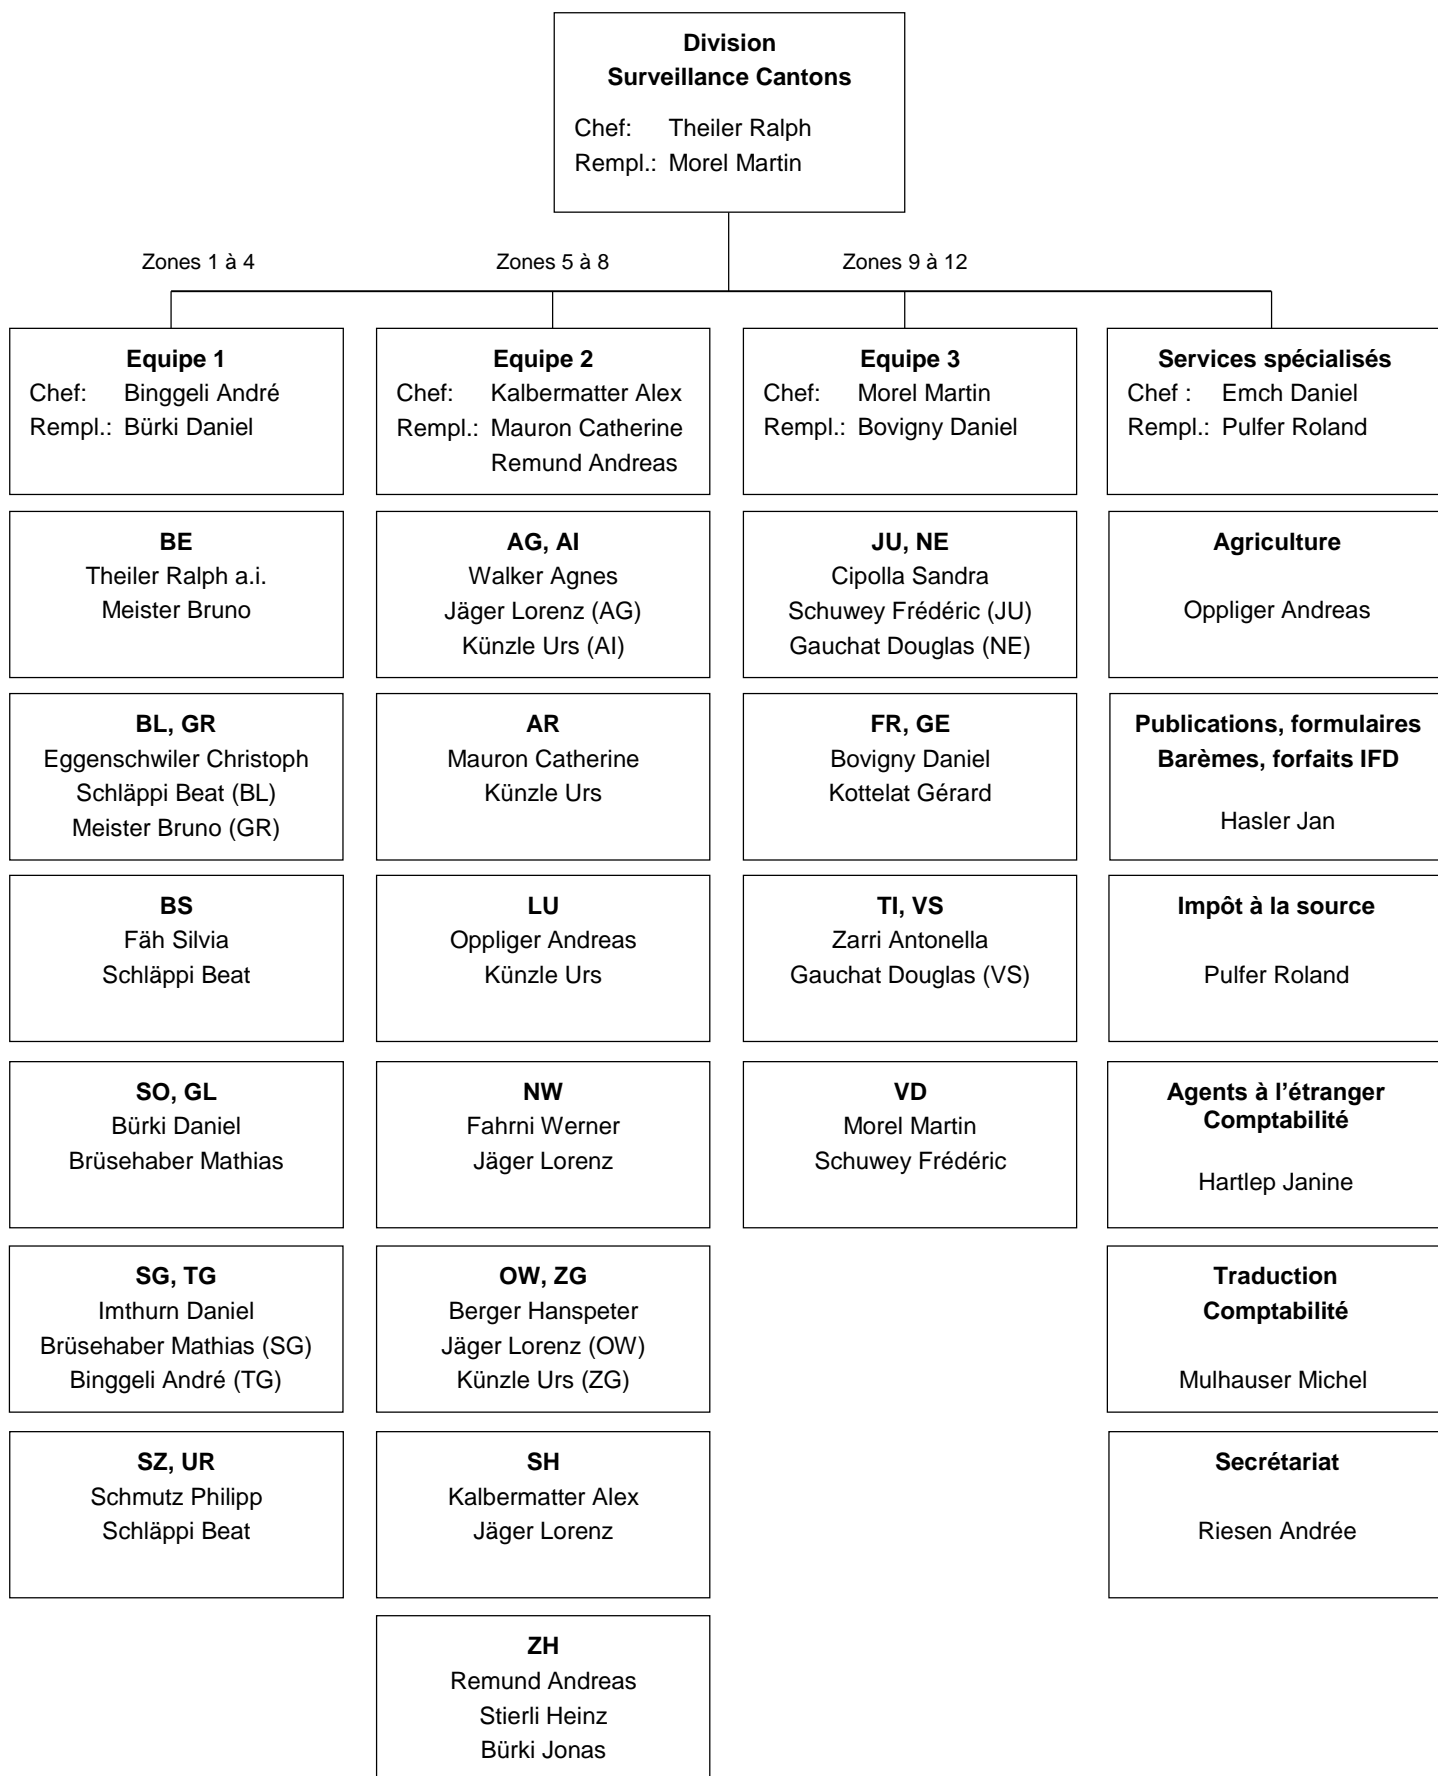 Division
Surveillance Cantons
Chef: Theiler Ralph
Rempl.: Morel Martin
Zones 1 à 4
Zones 5 à 8
Zones 9 à 12
Equipe 1
Chef: Binggeli André
Rempl.: Bürki Daniel
Equipe 2
Chef: Kalbermatter Alex
Rempl.: Mauron Catherine
Remund Andreas
Equipe 3
Chef: Morel Martin
Rempl.: Bovigny Daniel
Services spécialisés
Chef : Emch Daniel
Rempl.: Pulfer Roland
BE
Theiler Ralph a.i.
Meister Bruno
AG, AI
Walker Agnes
Jäger Lorenz (AG)
Künzle Urs (AI)
JU, NE
Cipolla Sandra
Schuwey Frédéric (JU)
Gauchat Douglas (NE)
Agriculture
Oppliger Andreas
BL, GR
Eggenschwiler Christoph
Schläppi Beat (BL)
Meister Bruno (GR)
AR
Mauron Catherine
Künzle Urs
FR, GE
Bovigny Daniel
Kottelat Gérard
Publications, formulaires
Barèmes, forfaits IFD
Hasler Jan
BS
Fäh Silvia
Schläppi Beat
LU
Oppliger Andreas
Künzle Urs
TI, VS
Zarri Antonella
Gauchat Douglas (VS)
Impôt à la source
Pulfer Roland
SO, GL
Bürki Daniel
Brüsehaber Mathias
NW
Fahrni Werner
Jäger Lorenz
VD
Morel Martin
Schuwey Frédéric
Agents à l’étranger
Comptabilité
Hartlep Janine
SG, TG
Imthurn Daniel
Brüsehaber Mathias (SG)
Binggeli André (TG)
OW, ZG
Berger Hanspeter
Jäger Lorenz (OW)
Künzle Urs (ZG)
Traduction
Comptabilité
Mulhauser Michel
SZ, UR
Schmutz Philipp
Schläppi Beat
SH
Kalbermatter Alex
Jäger Lorenz
Secrétariat
Riesen Andrée
ZH
Remund Andreas
Stierli Heinz
Bürki Jonas